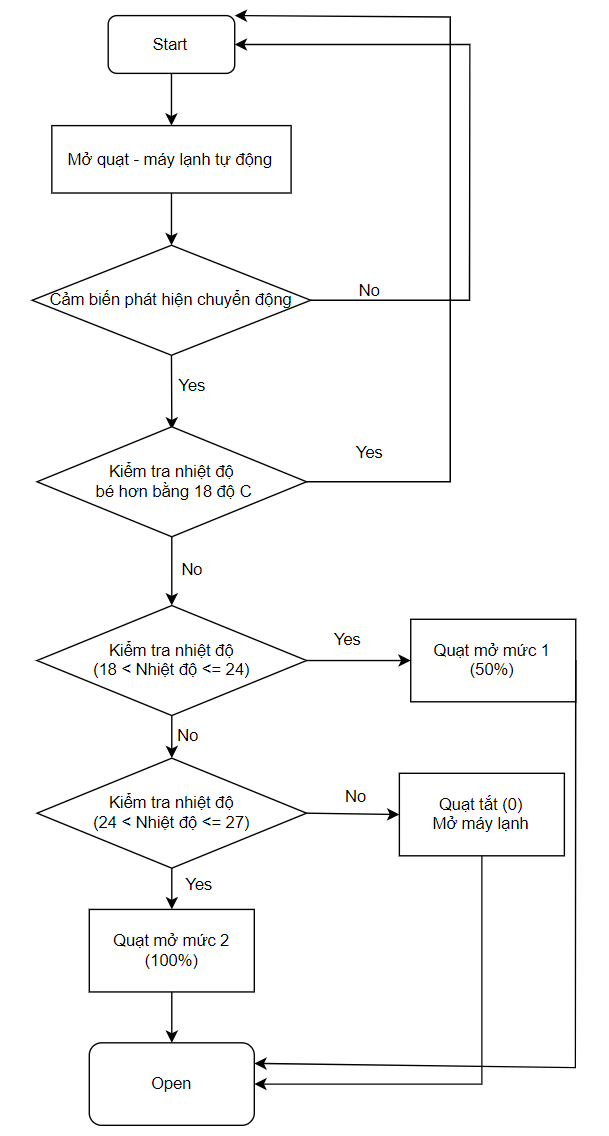 Start
Mở quạt - máy lạnh tự động
Cảm biến phát hiện chuyển động
No
Yes
Kiểm tra nhiệt độ
bé hơn bằng 18 độ C
Yes
No
Kiểm tra nhiệt độ
(18 < Nhiệt độ <= 24)
Yes
Quạt mở mức 1
(50%)
No
Kiểm tra nhiệt độ
(24 < Nhiệt độ <= 27)
No
Quạt tắt (0)
Mở máy lạnh
Yes
Quạt mở mức 2
(100%)
Open